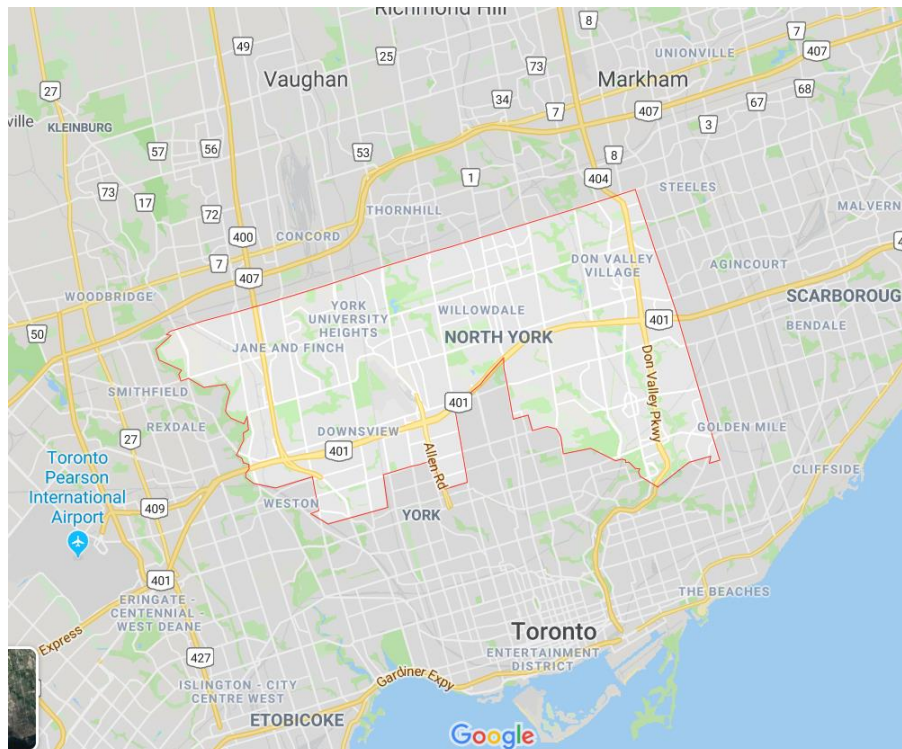 Richmond Hill
8
49
25
7
UNIONVILLE
407
73
Vaughan
Markham
27
34
67
68
7
407
3
ville
KLEINBURG
57
56
53
8
1
404
STEELES
73
17
72
THORNHILL
MALVERN
400
CONCORD
DON VALLEY
VILLAGE
7
407
AGINCOURT
WOODBRIDGE
YORK
UNIVERSITY
HEIGHTS
WILLOWDALE
SCARBOROUG
50
401
BENDALE
NORTH YORK
JANE AND FINCH
Don Valley Pkwy
SMITHFIELD
401
REXDALE
DOWNSVIEW
GOLDEN MILE
27
401
Allen Rd
Toronto
Pearson
International
Airport
CLIFFSIDE
409
WESTON
YORK
401
THE BEACHES
ERINGATE -
CENTENNIAL -
WEST DEANE
Express
Toronto
ENTERTAINMENT
DISTRICT
427
Gardiner Expy
ISLINGTON - CITY
CENTRE WEST
ETOBICOKE
Google